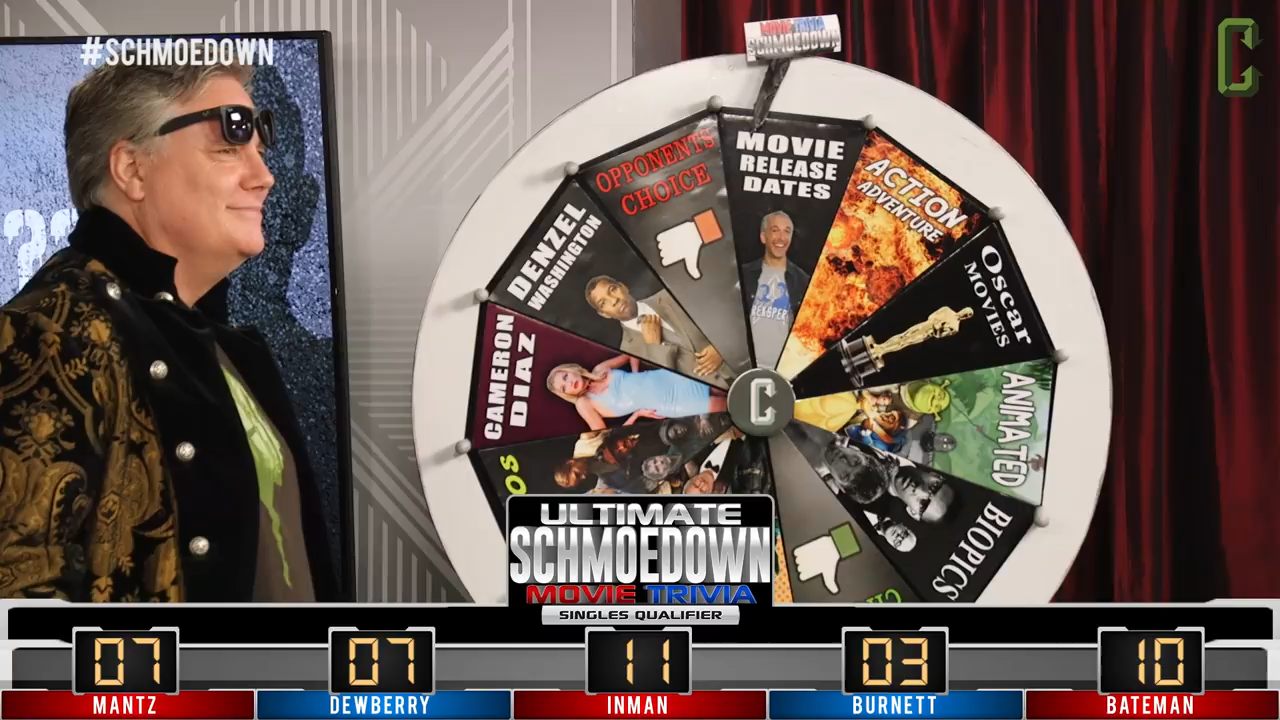 #SCHMOEDOWN
MOVIE TRIVIA
SCHMOEDOWN
OPPONENTS
CHOICE
MOVIE
RELEASE
DATES
ACTION
ADVENTURE
DENZEL
WASHINGTON
Oscar
MOVIES
CAMERON
DIAZ
ANIMATED
BIOPICS
ULTIMATE
SCHMOEDOWN
MOVIE TRIVIA
SINGLES QUALIFIER
07
07
11
03
10
MANTZ
DEWBERRY
INMAN
BURNETT
BATEMAN